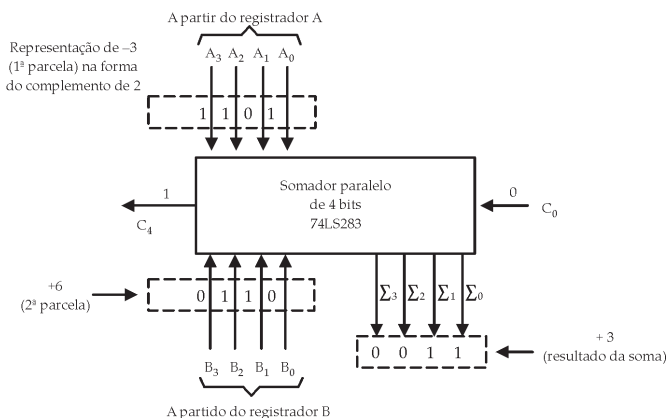 A partir do registrador A
Representação de –3
(1ª parcela) na forma
do complemento de 2
A₃ A₂ A₁ A₀
1 1 0 1
Somador paralelo
de 4 bits
74LS283
1
C₄
0
C₀
+6
(2ª parcela)
0 1 1 0
Σ₃ Σ₂ Σ₁ Σ₀
0 0 1 1
+ 3
(resultado da soma)
B₃ B₂ B₁ B₀
A partido do registrador B